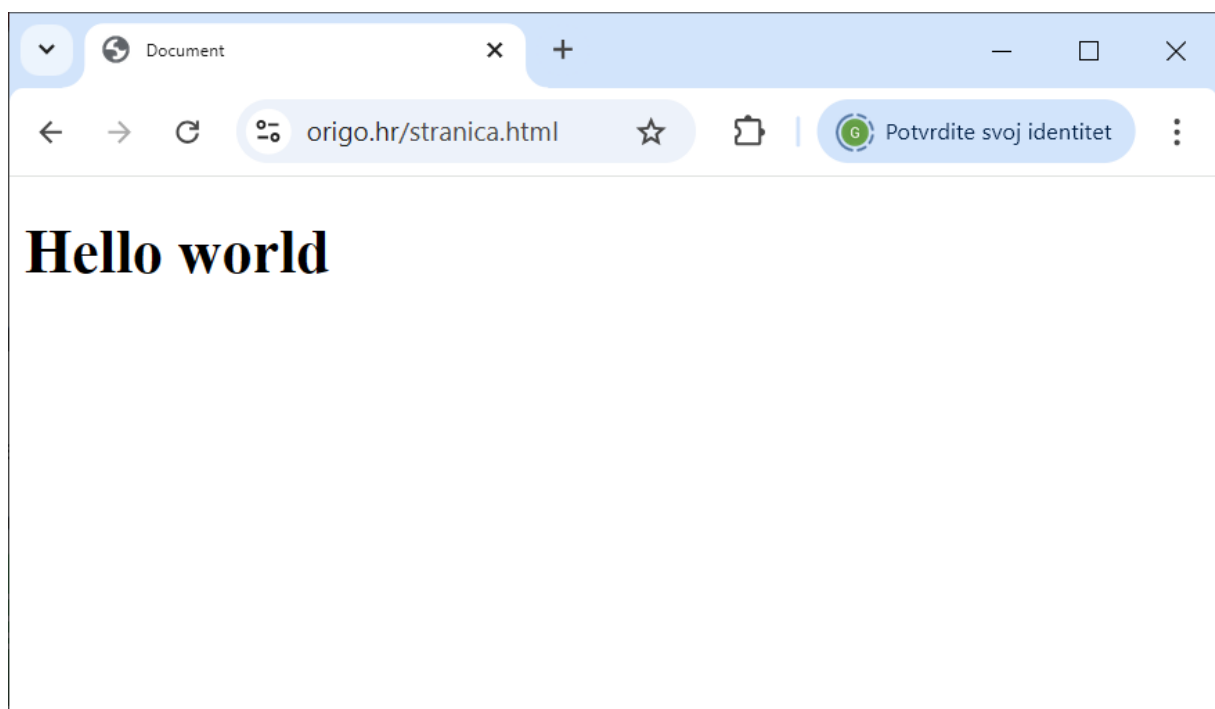 Document
origo.hr/stranica.html
G Potvrdite svoj identitet
Hello world